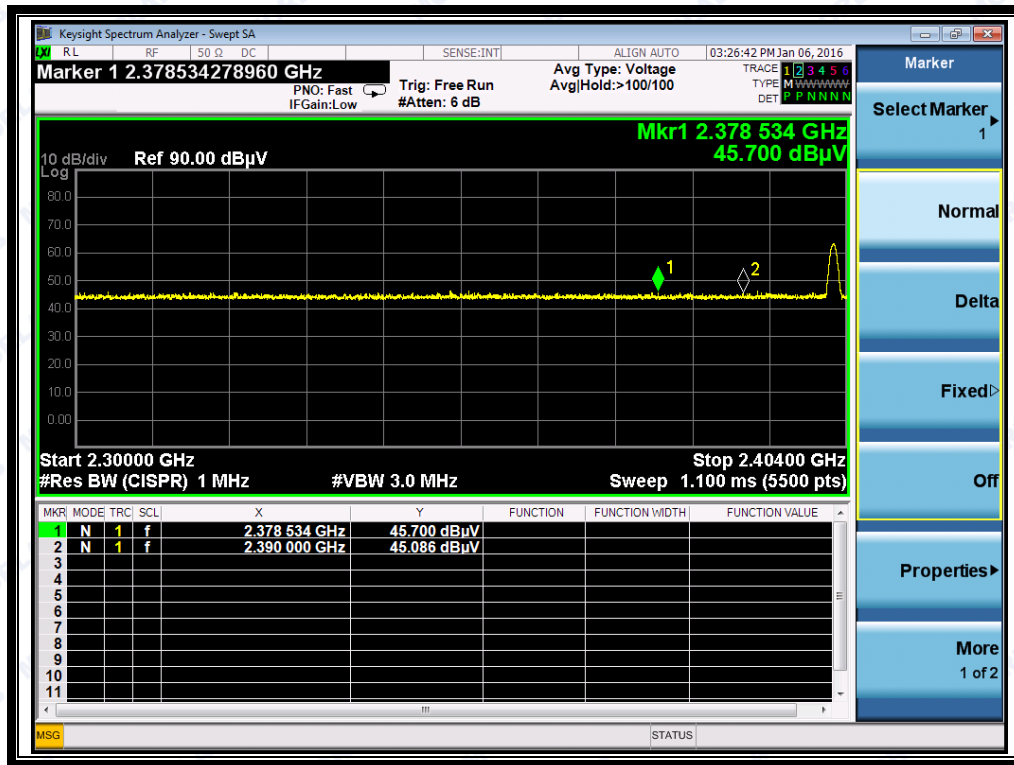 Keysight Spectrum Analyzer - Swept SA
LXI RL RF 50 Ω DC SENSE:INT ALIGN AUTO 03:26:42 PM Jan 06, 2016
Marker 1 2.378534278960 GHz
PNO: Fast
IFGain:Low
Trig: Free Run
#Atten: 6 dB
Avg Type: Voltage
Avg|Hold:>100/100
TRACE 1 2 3 4 5 6
TYPE M W W W W W
DET P P N N N N
Mkr1 2.378 534 GHz
45.700 dBµV
10 dB/div Ref 90.00 dBµV
Log
80.0
70.0
60.0
50.0
40.0
30.0
20.0
10.0
0.00
1
2
Start 2.30000 GHz Stop 2.40400 GHz
#Res BW (CISPR) 1 MHz #VBW 3.0 MHz Sweep 1.100 ms (5500 pts)
MKR MODE TRC SCL X Y FUNCTION FUNCTION WIDTH FUNCTION VALUE
1 N 1 f 2.378 534 GHz 45.700 dBµV
2 N 1 f 2.390 000 GHz 45.086 dBµV
3
4
5
6
7
8
9
10
11
MSG STATUS
Marker
Select Marker
1
Normal
Delta
Fixed
Off
Properties
More
1 of 2